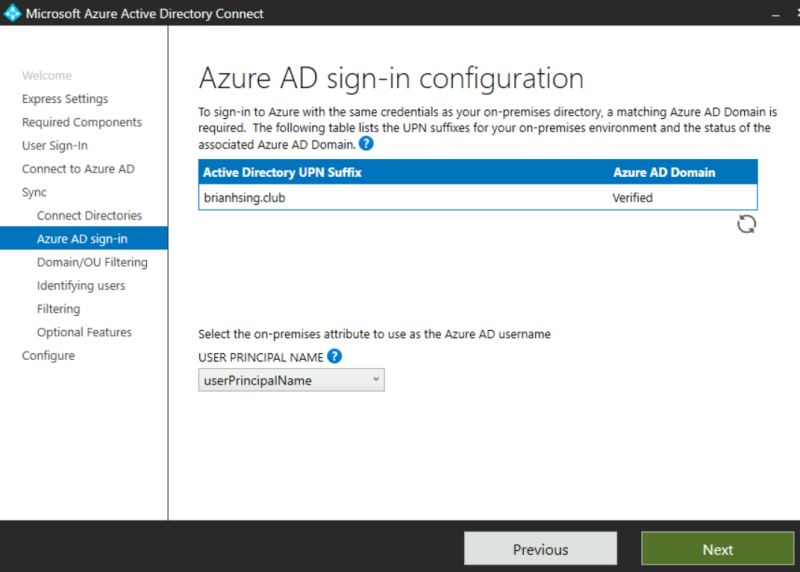 Microsoft Azure Active Directory Connect
Welcome
Express Settings
Required Components
User Sign-In
Connect to Azure AD
Sync
Connect Directories
Azure AD sign-in
Domain/OU Filtering
Identifying users
Filtering
Optional Features
Configure
Azure AD sign-in configuration
To sign-in to Azure with the same credentials as your on-premises directory, a matching Azure AD Domain is
required. The following table lists the UPN suffixes for your on-premises environment and the status of the
associated Azure AD Domain. ?
Active Directory UPN Suffix Azure AD Domain
brianhsing.club Verified
Select the on-premises attribute to use as the Azure AD username
USER PRINCIPAL NAME ?
userPrincipalName
Previous Next